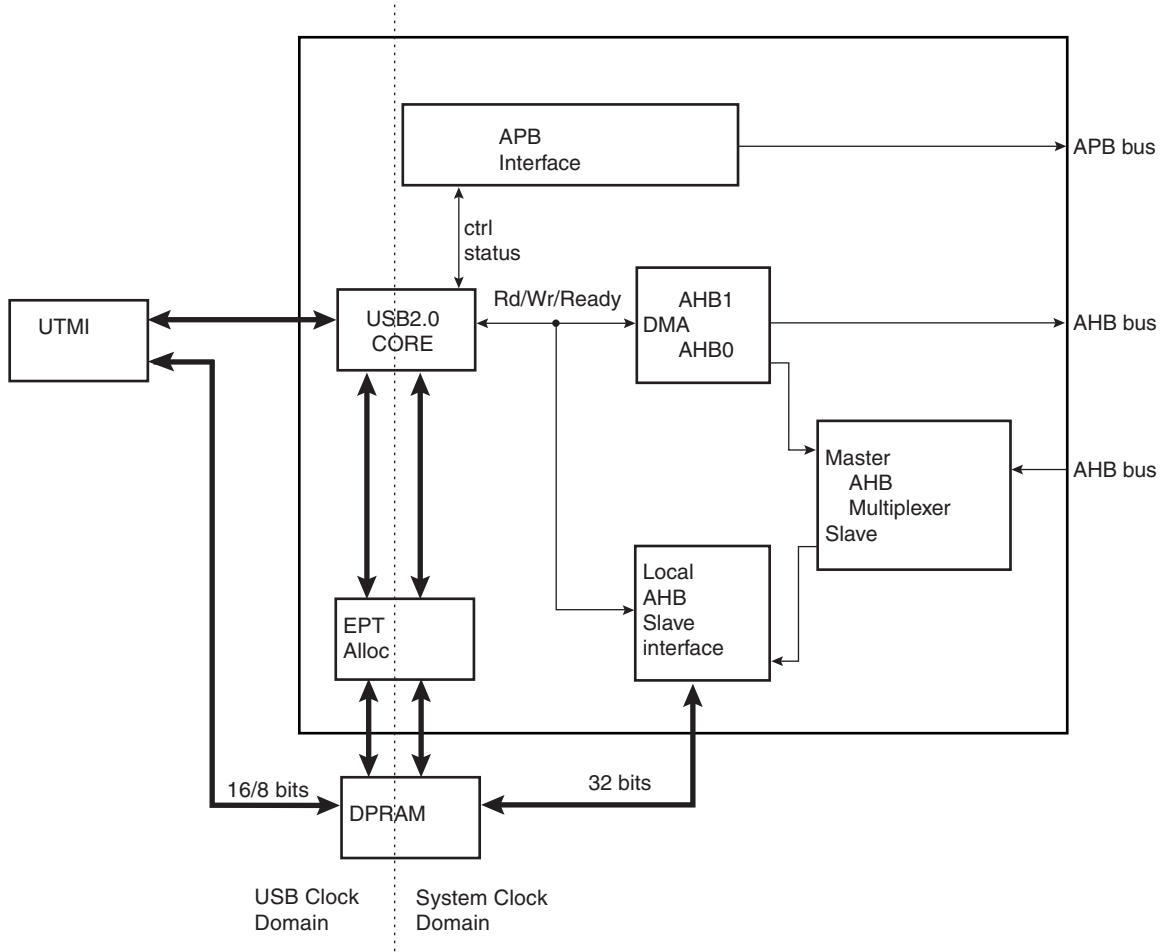 APB
Interface
APB bus
ctrl
status
UTMI
USB2.0
CORE
Rd/Wr/Ready
AHB1
DMA
AHB0
AHB bus
Master
AHB
Multiplexer
Slave
AHB bus
Local
AHB
Slave
interface
EPT
Alloc
16/8 bits
DPRAM
32 bits
USB Clock
Domain
System Clock
Domain